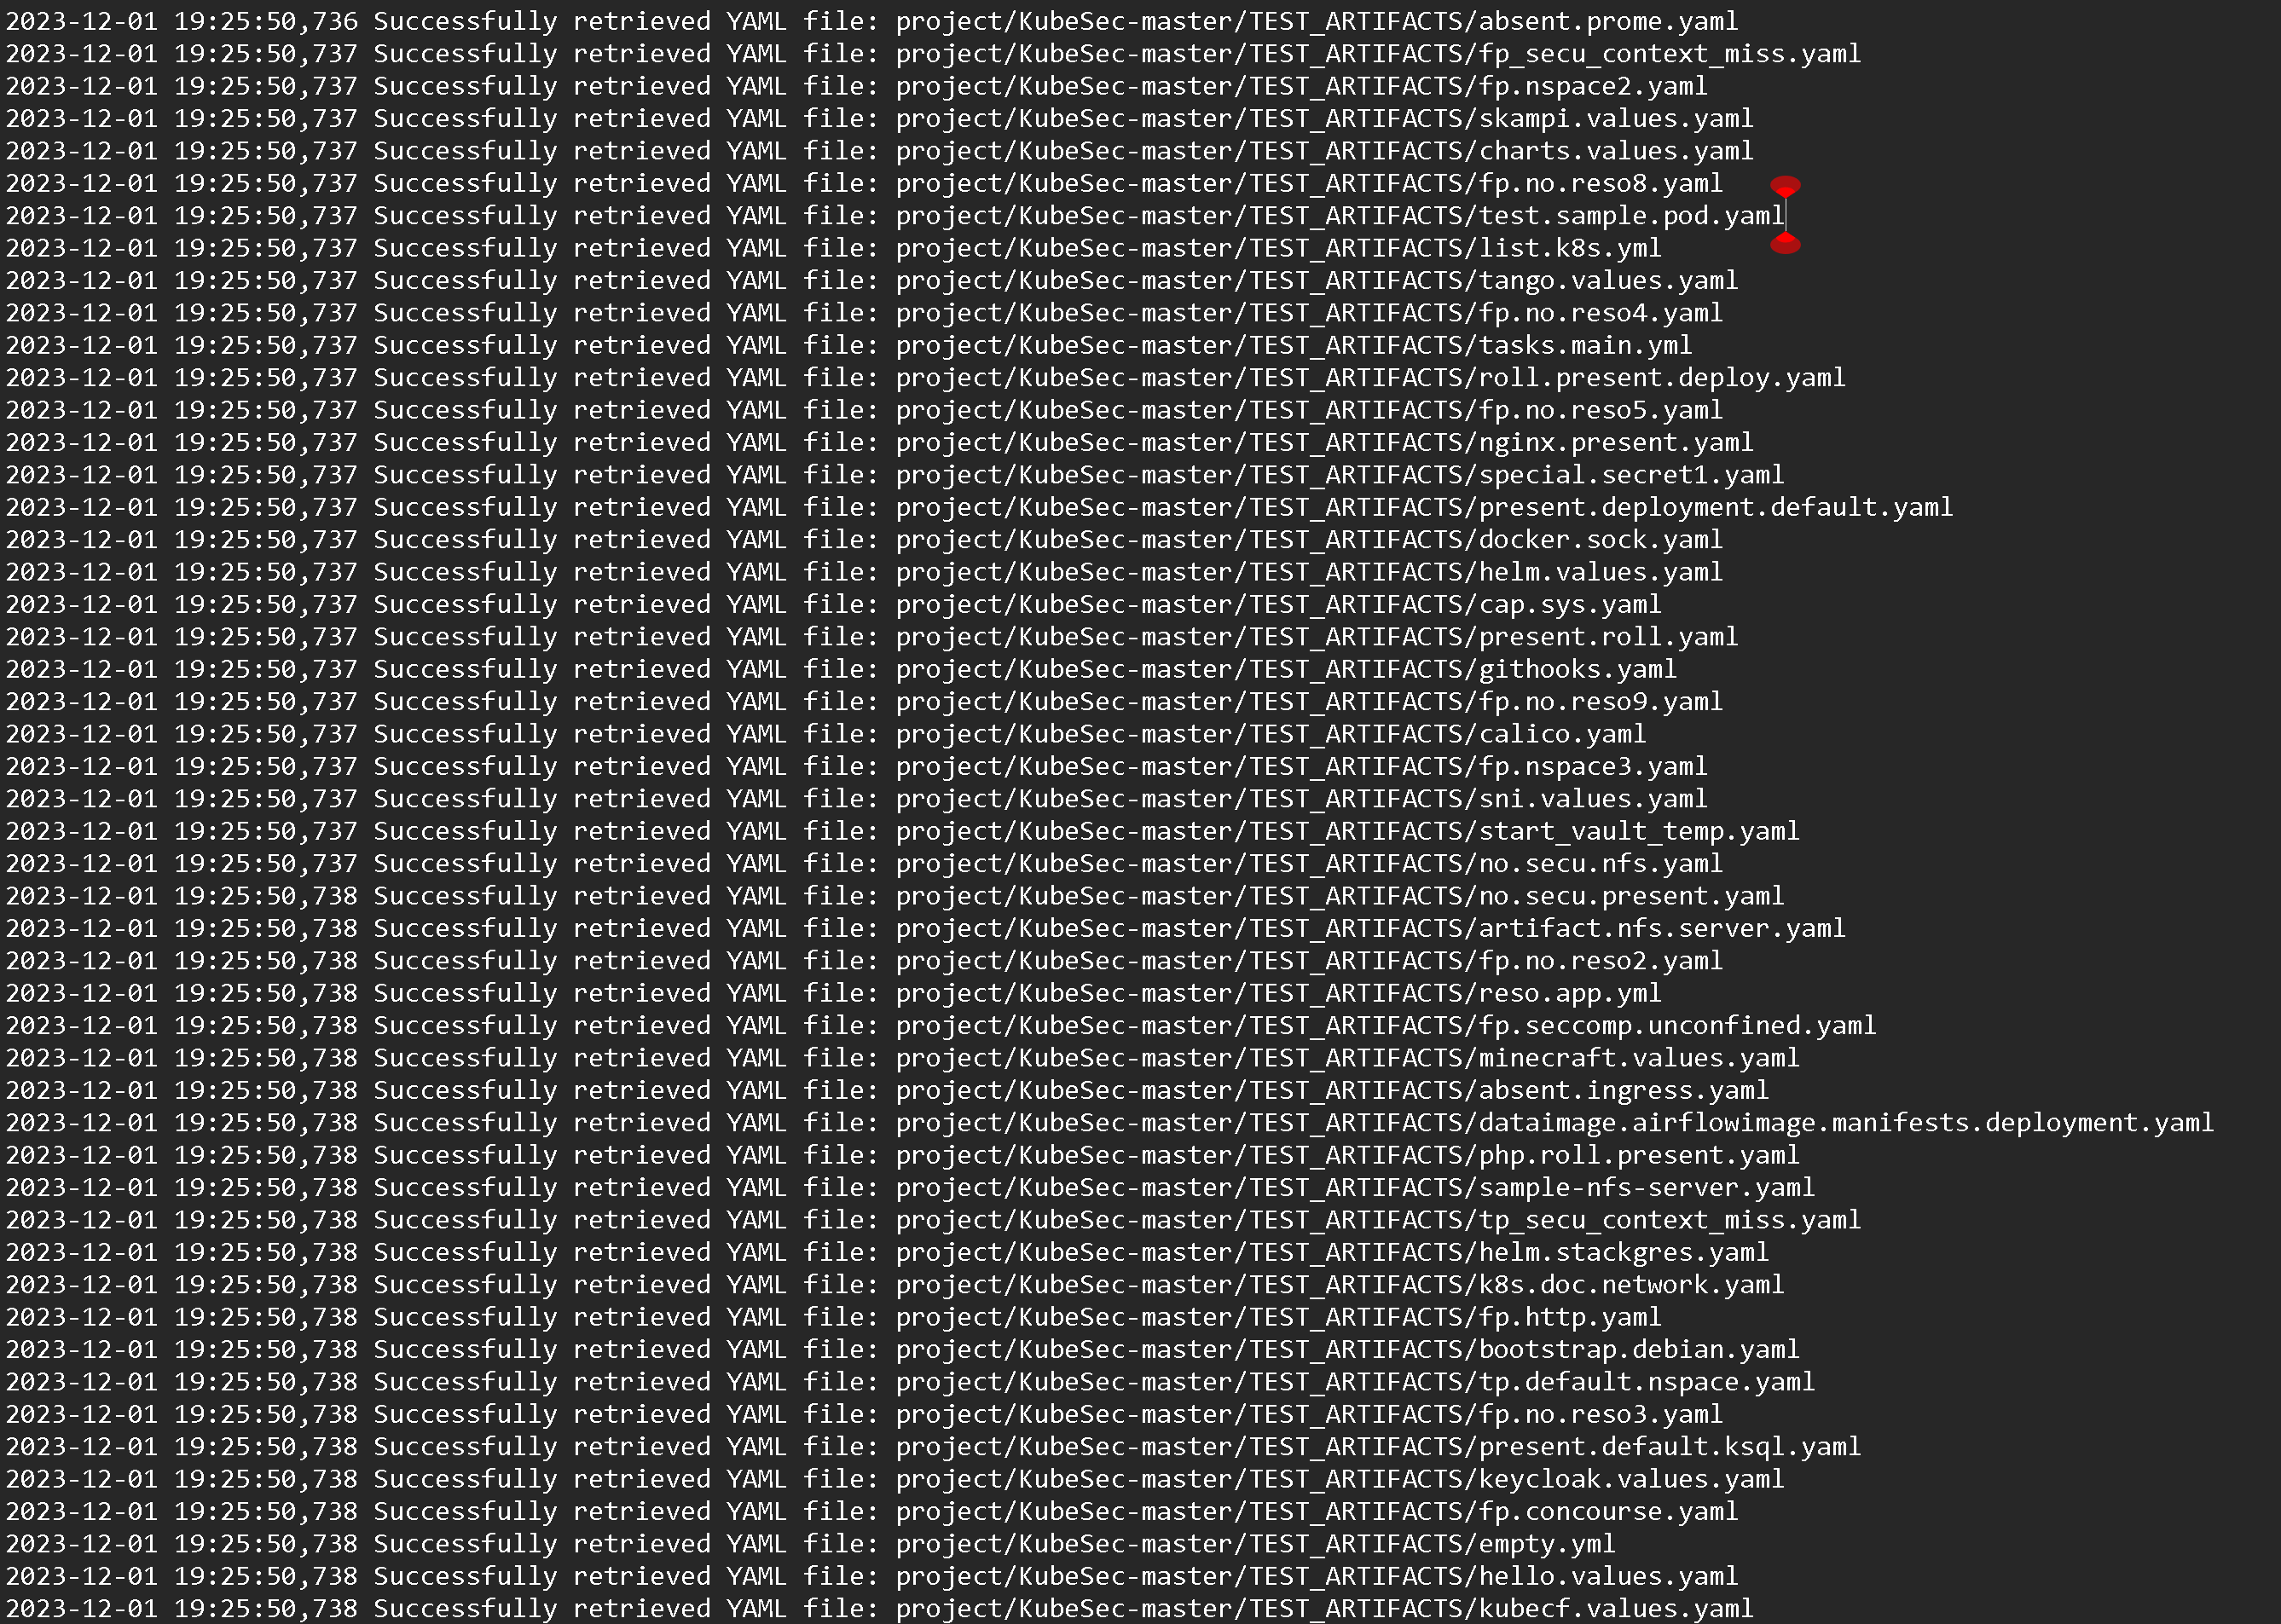 2023-12-01 19:25:50,736 Successfully retrieved YAML file: project/KubeSec-master/TEST_ARTIFACTS/absent.prome.yaml
2023-12-01 19:25:50,737 Successfully retrieved YAML file: project/KubeSec-master/TEST_ARTIFACTS/fp_secu_context_miss.yaml
2023-12-01 19:25:50,737 Successfully retrieved YAML file: project/KubeSec-master/TEST_ARTIFACTS/fp.nspace2.yaml
2023-12-01 19:25:50,737 Successfully retrieved YAML file: project/KubeSec-master/TEST_ARTIFACTS/skampi.values.yaml
2023-12-01 19:25:50,737 Successfully retrieved YAML file: project/KubeSec-master/TEST_ARTIFACTS/charts.values.yaml
2023-12-01 19:25:50,737 Successfully retrieved YAML file: project/KubeSec-master/TEST_ARTIFACTS/fp.no.reso8.yaml
2023-12-01 19:25:50,737 Successfully retrieved YAML file: project/KubeSec-master/TEST_ARTIFACTS/test.sample.pod.yaml
2023-12-01 19:25:50,737 Successfully retrieved YAML file: project/KubeSec-master/TEST_ARTIFACTS/list.k8s.yml
2023-12-01 19:25:50,737 Successfully retrieved YAML file: project/KubeSec-master/TEST_ARTIFACTS/tango.values.yaml
2023-12-01 19:25:50,737 Successfully retrieved YAML file: project/KubeSec-master/TEST_ARTIFACTS/fp.no.reso4.yaml
2023-12-01 19:25:50,737 Successfully retrieved YAML file: project/KubeSec-master/TEST_ARTIFACTS/tasks.main.yml
2023-12-01 19:25:50,737 Successfully retrieved YAML file: project/KubeSec-master/TEST_ARTIFACTS/roll.present.deploy.yaml
2023-12-01 19:25:50,737 Successfully retrieved YAML file: project/KubeSec-master/TEST_ARTIFACTS/fp.no.reso5.yaml
2023-12-01 19:25:50,737 Successfully retrieved YAML file: project/KubeSec-master/TEST_ARTIFACTS/nginx.present.yaml
2023-12-01 19:25:50,737 Successfully retrieved YAML file: project/KubeSec-master/TEST_ARTIFACTS/special.secret1.yaml
2023-12-01 19:25:50,737 Successfully retrieved YAML file: project/KubeSec-master/TEST_ARTIFACTS/present.deployment.default.yaml
2023-12-01 19:25:50,737 Successfully retrieved YAML file: project/KubeSec-master/TEST_ARTIFACTS/docker.sock.yaml
2023-12-01 19:25:50,737 Successfully retrieved YAML file: project/KubeSec-master/TEST_ARTIFACTS/helm.values.yaml
2023-12-01 19:25:50,737 Successfully retrieved YAML file: project/KubeSec-master/TEST_ARTIFACTS/cap.sys.yaml
2023-12-01 19:25:50,737 Successfully retrieved YAML file: project/KubeSec-master/TEST_ARTIFACTS/present.roll.yaml
2023-12-01 19:25:50,737 Successfully retrieved YAML file: project/KubeSec-master/TEST_ARTIFACTS/githooks.yaml
2023-12-01 19:25:50,737 Successfully retrieved YAML file: project/KubeSec-master/TEST_ARTIFACTS/fp.no.reso9.yaml
2023-12-01 19:25:50,737 Successfully retrieved YAML file: project/KubeSec-master/TEST_ARTIFACTS/calico.yaml
2023-12-01 19:25:50,737 Successfully retrieved YAML file: project/KubeSec-master/TEST_ARTIFACTS/fp.nspace3.yaml
2023-12-01 19:25:50,737 Successfully retrieved YAML file: project/KubeSec-master/TEST_ARTIFACTS/sni.values.yaml
2023-12-01 19:25:50,737 Successfully retrieved YAML file: project/KubeSec-master/TEST_ARTIFACTS/start_vault_temp.yaml
2023-12-01 19:25:50,737 Successfully retrieved YAML file: project/KubeSec-master/TEST_ARTIFACTS/no.secu.nfs.yaml
2023-12-01 19:25:50,738 Successfully retrieved YAML file: project/KubeSec-master/TEST_ARTIFACTS/no.secu.present.yaml
2023-12-01 19:25:50,738 Successfully retrieved YAML file: project/KubeSec-master/TEST_ARTIFACTS/artifact.nfs.server.yaml
2023-12-01 19:25:50,738 Successfully retrieved YAML file: project/KubeSec-master/TEST_ARTIFACTS/fp.no.reso2.yaml
2023-12-01 19:25:50,738 Successfully retrieved YAML file: project/KubeSec-master/TEST_ARTIFACTS/reso.app.yml
2023-12-01 19:25:50,738 Successfully retrieved YAML file: project/KubeSec-master/TEST_ARTIFACTS/fp.seccomp.unconfined.yaml
2023-12-01 19:25:50,738 Successfully retrieved YAML file: project/KubeSec-master/TEST_ARTIFACTS/minecraft.values.yaml
2023-12-01 19:25:50,738 Successfully retrieved YAML file: project/KubeSec-master/TEST_ARTIFACTS/absent.ingress.yaml
2023-12-01 19:25:50,738 Successfully retrieved YAML file: project/KubeSec-master/TEST_ARTIFACTS/dataimage.airflowimage.manifests.deployment.yaml
2023-12-01 19:25:50,738 Successfully retrieved YAML file: project/KubeSec-master/TEST_ARTIFACTS/php.roll.present.yaml
2023-12-01 19:25:50,738 Successfully retrieved YAML file: project/KubeSec-master/TEST_ARTIFACTS/sample-nfs-server.yaml
2023-12-01 19:25:50,738 Successfully retrieved YAML file: project/KubeSec-master/TEST_ARTIFACTS/tp_secu_context_miss.yaml
2023-12-01 19:25:50,738 Successfully retrieved YAML file: project/KubeSec-master/TEST_ARTIFACTS/helm.stackgres.yaml
2023-12-01 19:25:50,738 Successfully retrieved YAML file: project/KubeSec-master/TEST_ARTIFACTS/k8s.doc.network.yaml
2023-12-01 19:25:50,738 Successfully retrieved YAML file: project/KubeSec-master/TEST_ARTIFACTS/fp.http.yaml
2023-12-01 19:25:50,738 Successfully retrieved YAML file: project/KubeSec-master/TEST_ARTIFACTS/bootstrap.debian.yaml
2023-12-01 19:25:50,738 Successfully retrieved YAML file: project/KubeSec-master/TEST_ARTIFACTS/tp.default.nspace.yaml
2023-12-01 19:25:50,738 Successfully retrieved YAML file: project/KubeSec-master/TEST_ARTIFACTS/fp.no.reso3.yaml
2023-12-01 19:25:50,738 Successfully retrieved YAML file: project/KubeSec-master/TEST_ARTIFACTS/present.default.ksql.yaml
2023-12-01 19:25:50,738 Successfully retrieved YAML file: project/KubeSec-master/TEST_ARTIFACTS/keycloak.values.yaml
2023-12-01 19:25:50,738 Successfully retrieved YAML file: project/KubeSec-master/TEST_ARTIFACTS/fp.concourse.yaml
2023-12-01 19:25:50,738 Successfully retrieved YAML file: project/KubeSec-master/TEST_ARTIFACTS/empty.yml
2023-12-01 19:25:50,738 Successfully retrieved YAML file: project/KubeSec-master/TEST_ARTIFACTS/hello.values.yaml
2023-12-01 19:25:50,738 Successfully retrieved YAML file: project/KubeSec-master/TEST_ARTIFACTS/kubecf.values.yaml